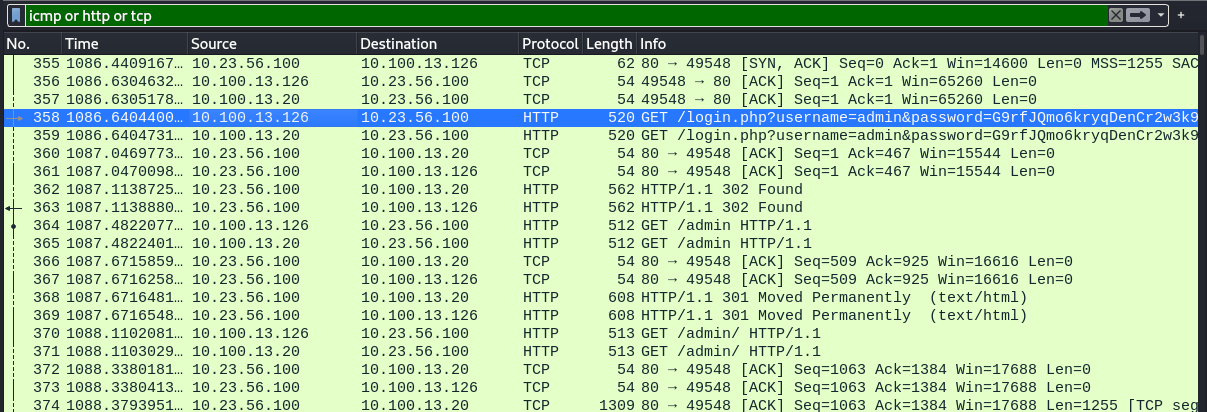 icmp or http or tcp
No. Time Source Destination Protocol Length Info
355 1086.4409167… 10.23.56.100 10.100.13.126 TCP 62 80 → 49548 [SYN, ACK] Seq=0 Ack=1 Win=14600 Len=0 MSS=1255 SAC
356 1086.6304632… 10.100.13.126 10.23.56.100 TCP 54 49548 → 80 [ACK] Seq=1 Ack=1 Win=65260 Len=0
357 1086.6305178… 10.100.13.20 10.23.56.100 TCP 54 49548 → 80 [ACK] Seq=1 Ack=1 Win=65260 Len=0
358 1086.6404400… 10.100.13.126 10.23.56.100 HTTP 520 GET /login.php?username=admin&password=G9rfJQmo6kryqDenCr2w3k9
359 1086.6404731… 10.100.13.20 10.23.56.100 HTTP 520 GET /login.php?username=admin&password=G9rfJQmo6kryqDenCr2w3k9
360 1087.0469773… 10.23.56.100 10.100.13.20 TCP 54 80 → 49548 [ACK] Seq=1 Ack=467 Win=15544 Len=0
361 1087.0470098… 10.23.56.100 10.100.13.126 TCP 54 80 → 49548 [ACK] Seq=1 Ack=467 Win=15544 Len=0
362 1087.1138725… 10.23.56.100 10.100.13.20 HTTP 562 HTTP/1.1 302 Found
363 1087.1138880… 10.23.56.100 10.100.13.126 HTTP 562 HTTP/1.1 302 Found
364 1087.4822077… 10.100.13.126 10.23.56.100 HTTP 512 GET /admin HTTP/1.1
365 1087.4822401… 10.100.13.20 10.23.56.100 HTTP 512 GET /admin HTTP/1.1
366 1087.6715859… 10.23.56.100 10.100.13.20 TCP 54 80 → 49548 [ACK] Seq=509 Ack=925 Win=16616 Len=0
367 1087.6716258… 10.23.56.100 10.100.13.126 TCP 54 80 → 49548 [ACK] Seq=509 Ack=925 Win=16616 Len=0
368 1087.6716481… 10.23.56.100 10.100.13.20 HTTP 608 HTTP/1.1 301 Moved Permanently (text/html)
369 1087.6716548… 10.23.56.100 10.100.13.126 HTTP 608 HTTP/1.1 301 Moved Permanently (text/html)
370 1088.1102081… 10.100.13.126 10.23.56.100 HTTP 513 GET /admin/ HTTP/1.1
371 1088.1103029… 10.100.13.20 10.23.56.100 HTTP 513 GET /admin/ HTTP/1.1
372 1088.3380181… 10.23.56.100 10.100.13.20 TCP 54 80 → 49548 [ACK] Seq=1063 Ack=1384 Win=17688 Len=0
373 1088.3380413… 10.23.56.100 10.100.13.126 TCP 54 80 → 49548 [ACK] Seq=1063 Ack=1384 Win=17688 Len=0
374 1088.3793951… 10.23.56.100 10.100.13.20 TCP 1309 80 → 49548 [ACK] Seq=1063 Ack=1384 Win=17688 Len=1255 [TCP seg